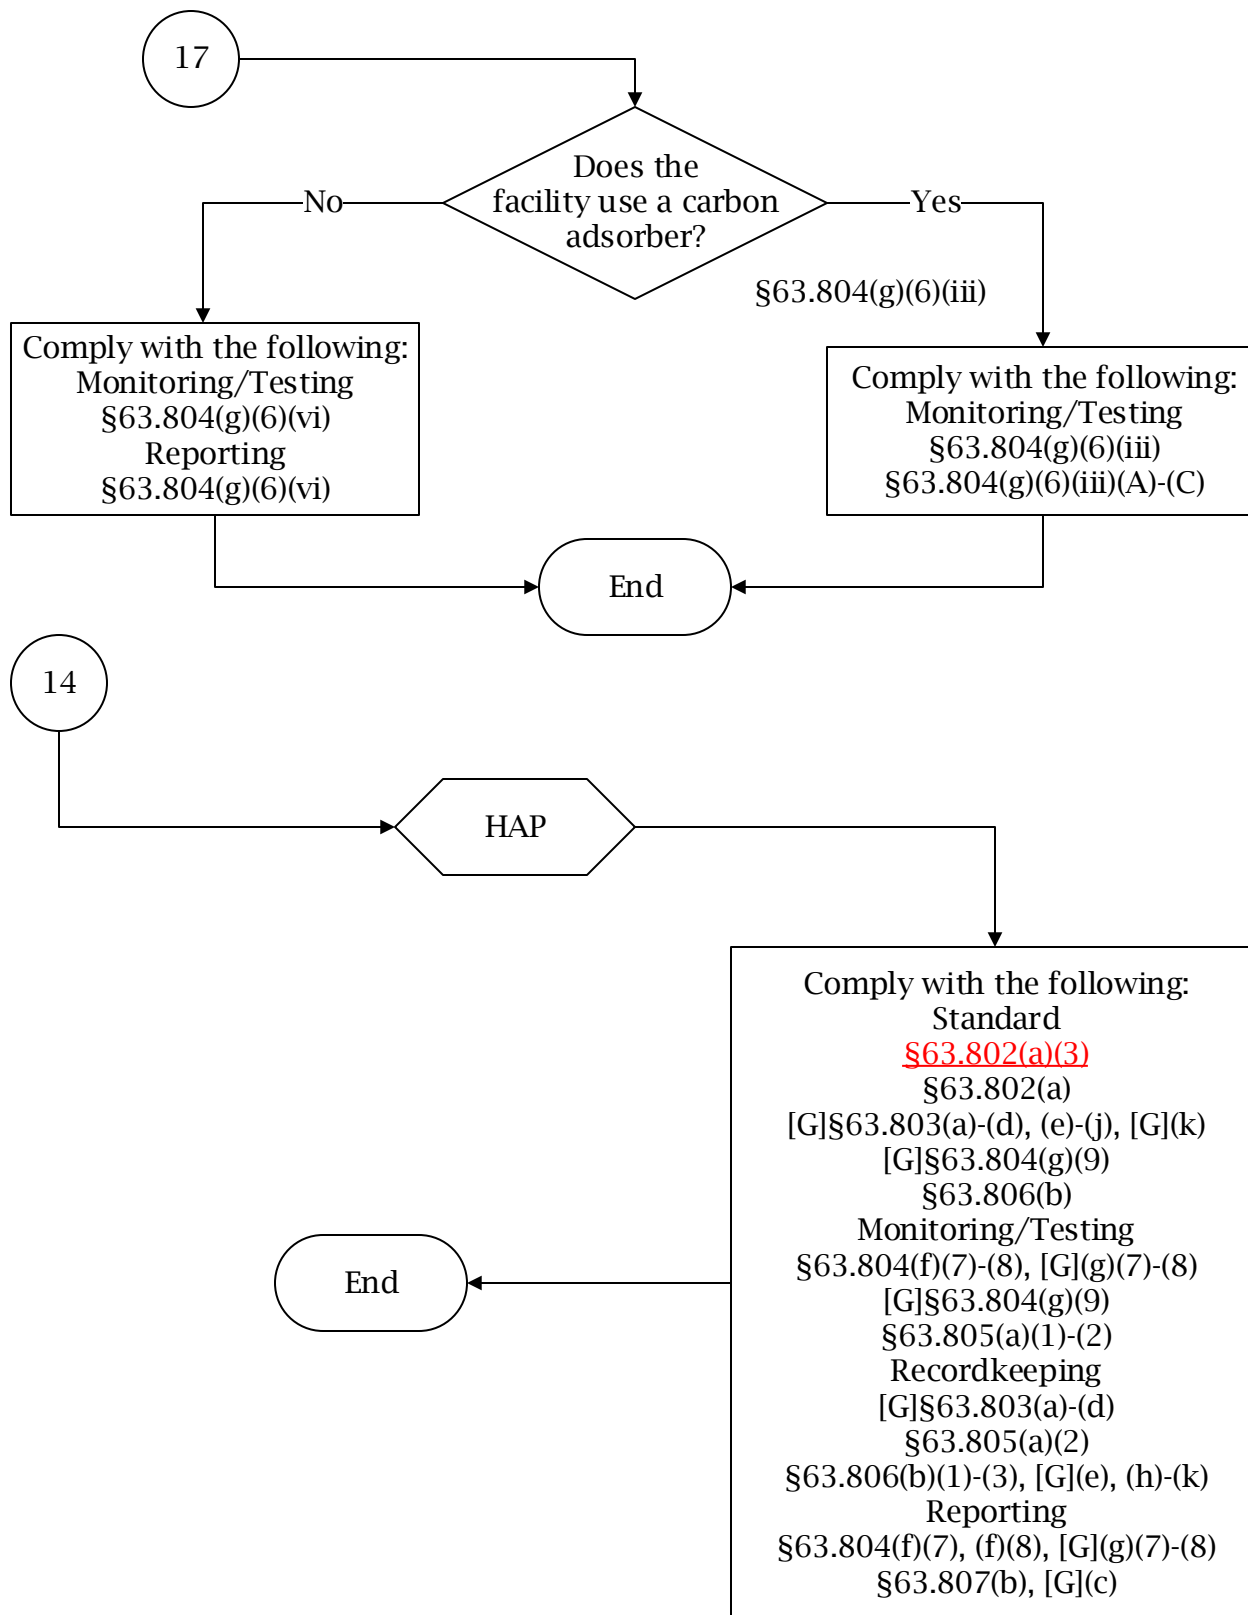 17
Does the
facility use a carbon
adsorber?
No
Yes
§63.804(g)(6)(iii)
Comply with the following:
Monitoring/Testing
§63.804(g)(6)(vi)
Reporting
§63.804(g)(6)(vi)
Comply with the following:
Monitoring/Testing
§63.804(g)(6)(iii)
§63.804(g)(6)(iii)(A)-(C)
End
14
HAP
Comply with the following:
Standard
§63.802(a)(3)
§63.802(a)
[G]§63.803(a)-(d), (e)-(j), [G](k)
[G]§63.804(g)(9)
§63.806(b)
Monitoring/Testing
§63.804(f)(7)-(8), [G](g)(7)-(8)
[G]§63.804(g)(9)
§63.805(a)(1)-(2)
Recordkeeping
[G]§63.803(a)-(d)
§63.805(a)(2)
§63.806(b)(1)-(3), [G](e), (h)-(k)
Reporting
§63.804(f)(7), (f)(8), [G](g)(7)-(8)
§63.807(b), [G](c)
End